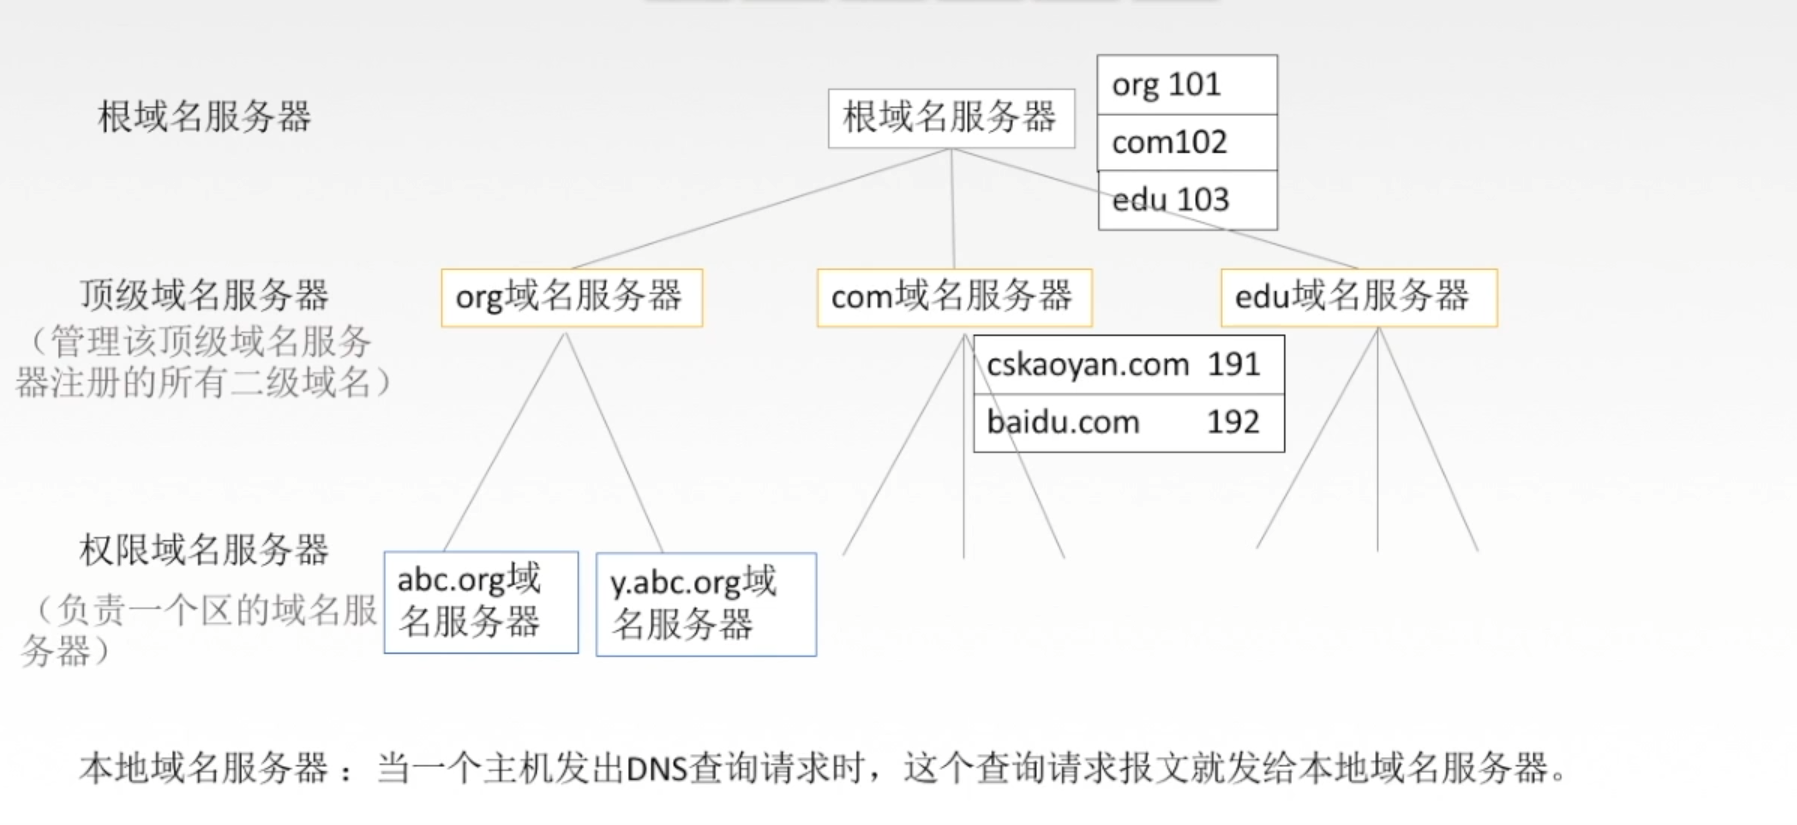 根域名服务器
根域名服务器
org 101
com102
edu 103
顶级域名服务器
（管理该顶级域名服务
器注册的所有二级域名）
org域名服务器
com域名服务器
edu域名服务器
cskaoyan.com 191
baidu.com 192
权限域名服务器
（负责一个区的域名服
务器）
abc.org域
名服务器
y.abc.org域
名服务器
本地域名服务器：当一个主机发出DNS查询请求时，这个查询请求报文就发给本地域名服务器。